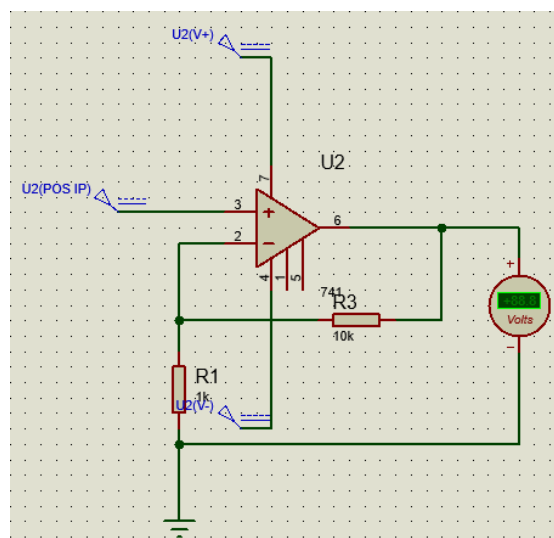 U2(V+)
U2
7
U2(POS IP)
3
+
6
2
−
4
1
5
741
R3
10k
+
+88.8
Volts
−
R1
1k
U2(V-)